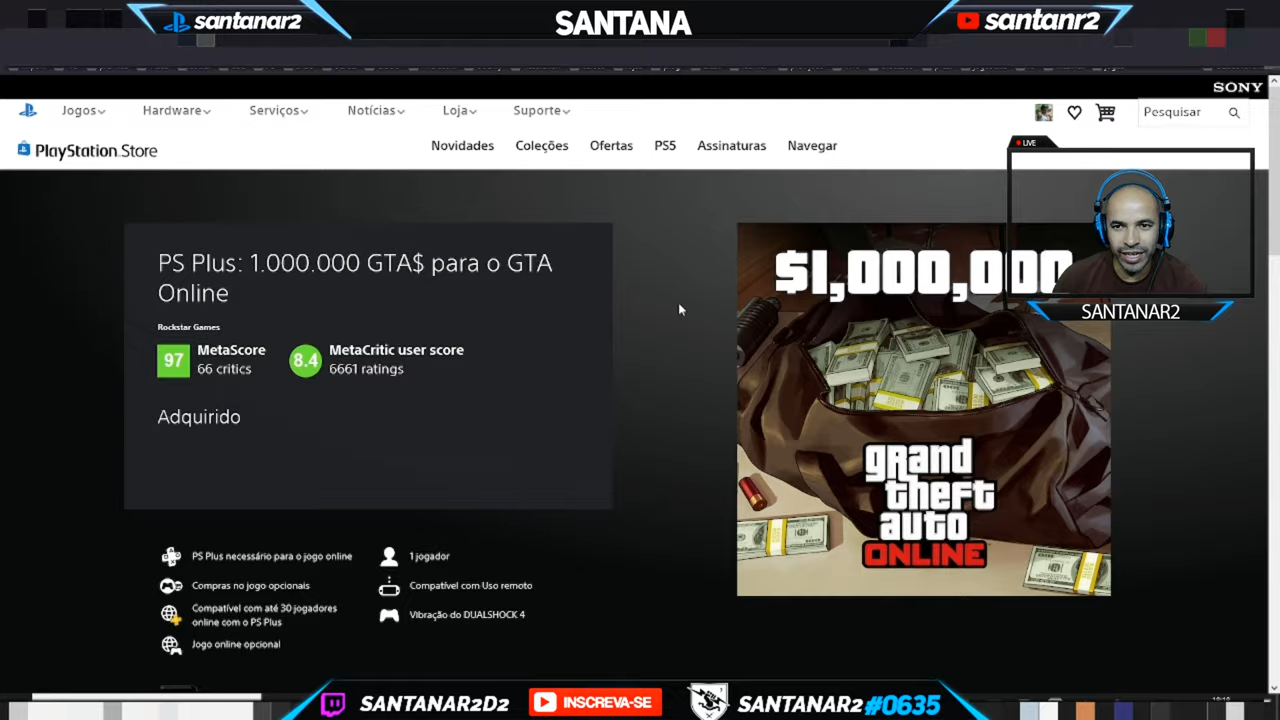 santanar2
SANTANA
santanr2
SONY
Jogos
Hardware
Serviços
Notícias
Loja
Suporte
Pesquisar
PlayStation.Store
Novidades
Coleções
Ofertas
PS5
Assinaturas
Navegar
LIVE
PS Plus: 1.000.000 GTA$ para o GTA
Online
Rockstar Games
97
MetaScore
66 critics
8.4
MetaCritic user score
6661 ratings
Adquirido
$1,000,000
SANTANAR2
grand
theft
auto
ONLINE
PS Plus necessário para o jogo online
1 jogador
Compras no jogo opcionais
Compatível com Uso remoto
Compatível com até 30 jogadores
online com o PS Plus
Vibração do DUALSHOCK 4
Jogo online opcional
SANTANAR2D2
INSCREVA-SE
SANTANAR2 #0635